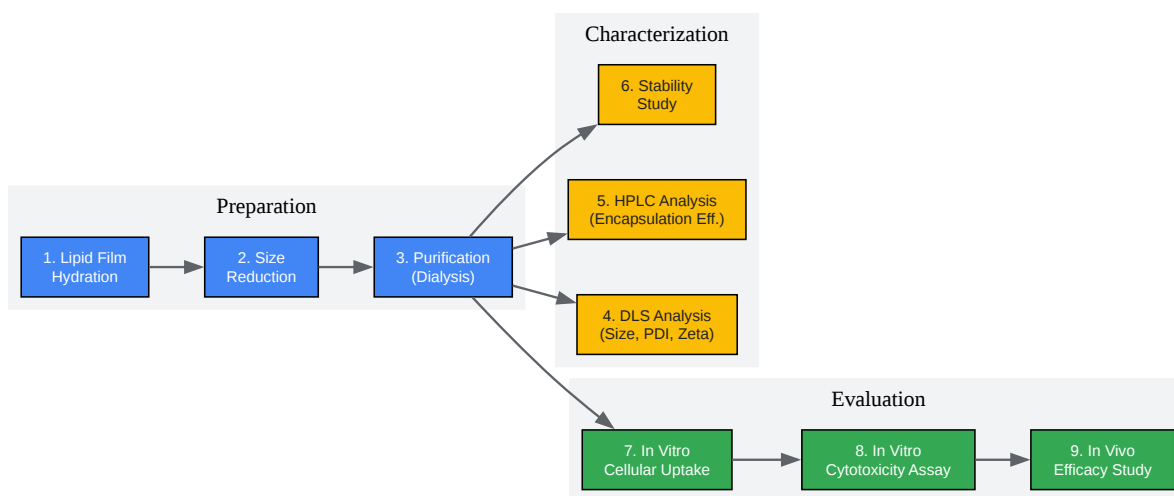 Characterization
6. Stability
Study
5. HPLC Analysis
(Encapsulation Eff.)
4. DLS Analysis
(Size, PDI, Zeta)
Preparation
1. Lipid Film
Hydration
2. Size
Reduction
3. Purification
(Dialysis)
Evaluation
7. In Vitro
Cellular Uptake
8. In Vitro
Cytotoxicity Assay
9. In Vivo
Efficacy Study